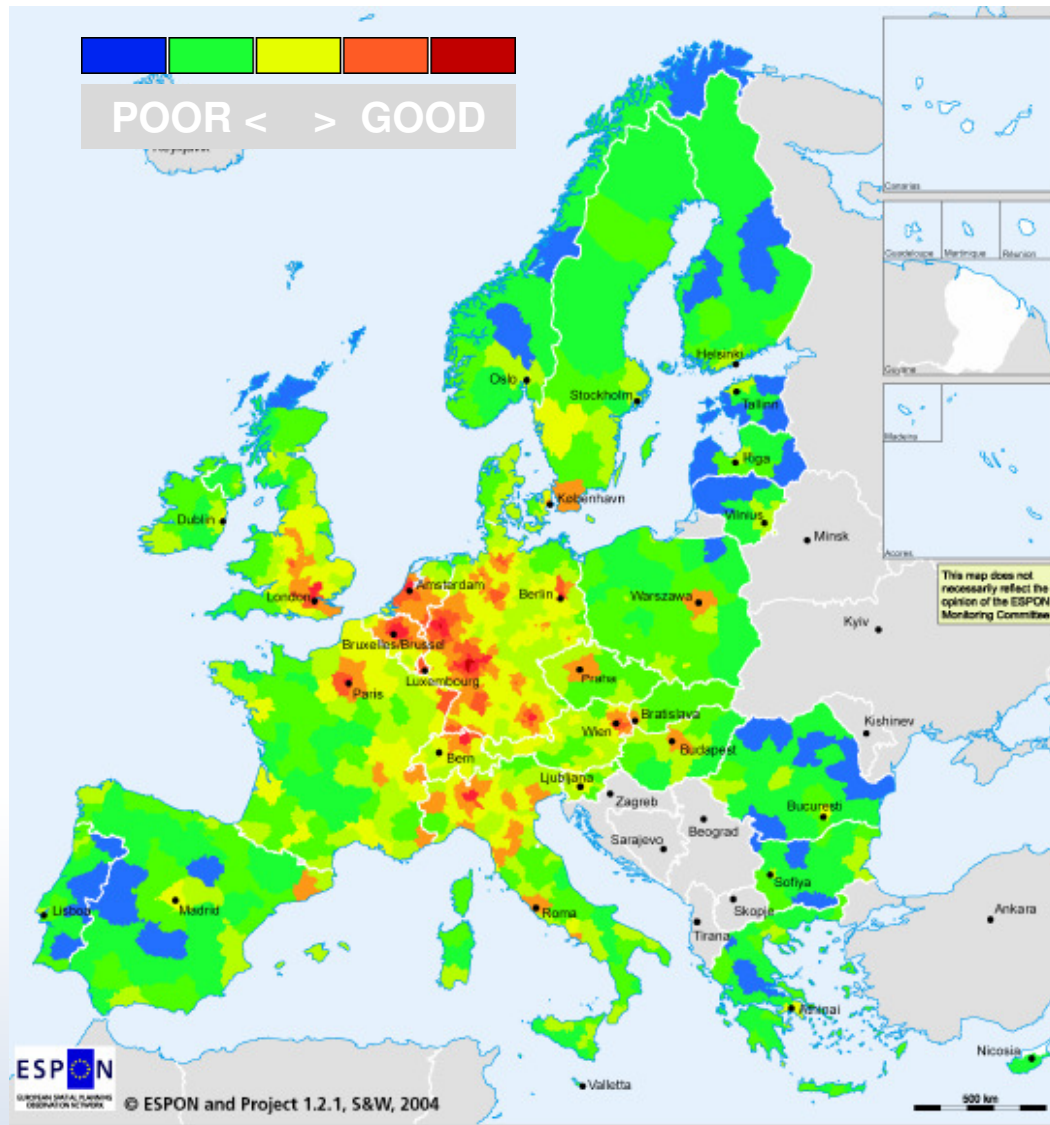 POOR < > GOOD
Canarias
Guadeloupe
Martinique
Réunion
Guyane
Madeira
Acores
This map does not
necessarily reflect the
opinion of the ESPON
Monitoring Committee
Helsinki
Oslo
Stockholm
Tallinn
Riga
København
Vilnius
Dublin
Minsk
Amsterdam
London
Berlin
Warszawa
Kyiv
Bruxelles/Brussel
Luxembourg
Praha
Paris
Kishinev
Wien
Bratislava
Bern
Budapest
Ljubljana
Zagreb
Bucuresti
Beograd
Sarajevo
Sofiya
Lisboa
Madrid
Roma
Skopje
Ankara
Tirana
Athinai
Nicosia
Valletta
ESPON
EUROPEAN SPATIAL PLANNING
OBSERVATION NETWORK
© ESPON and Project 1.2.1, S&W, 2004
500 km